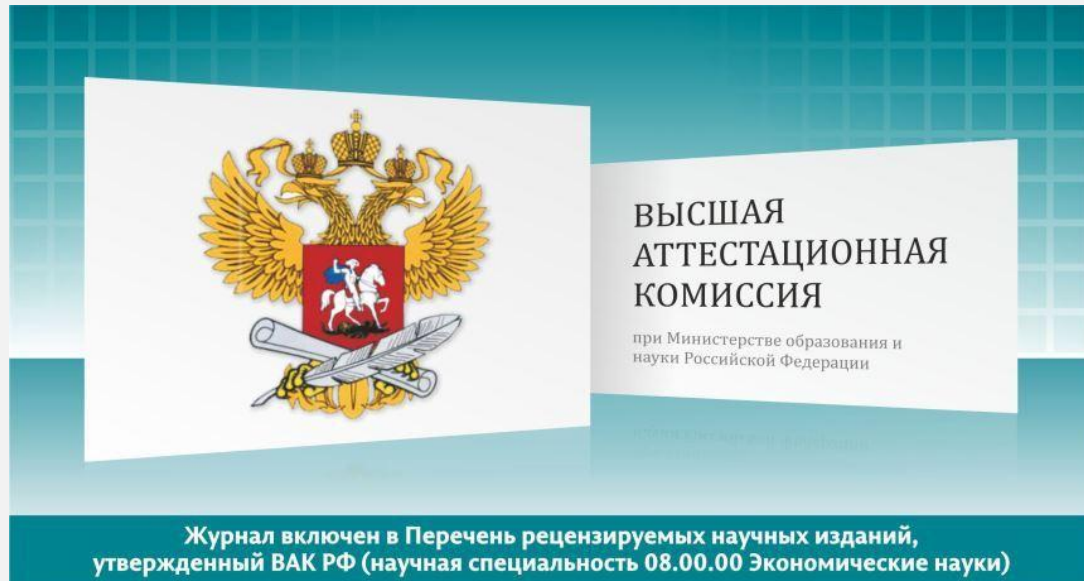 ВЫСШАЯ
АТТЕСТАЦИОННАЯ
КОМИССИЯ
при Министерстве образования и
науки Российской Федерации
Журнал включен в Перечень рецензируемых научных изданий,
утвержденный ВАК РФ (научная специальность 08.00.00 Экономические науки)